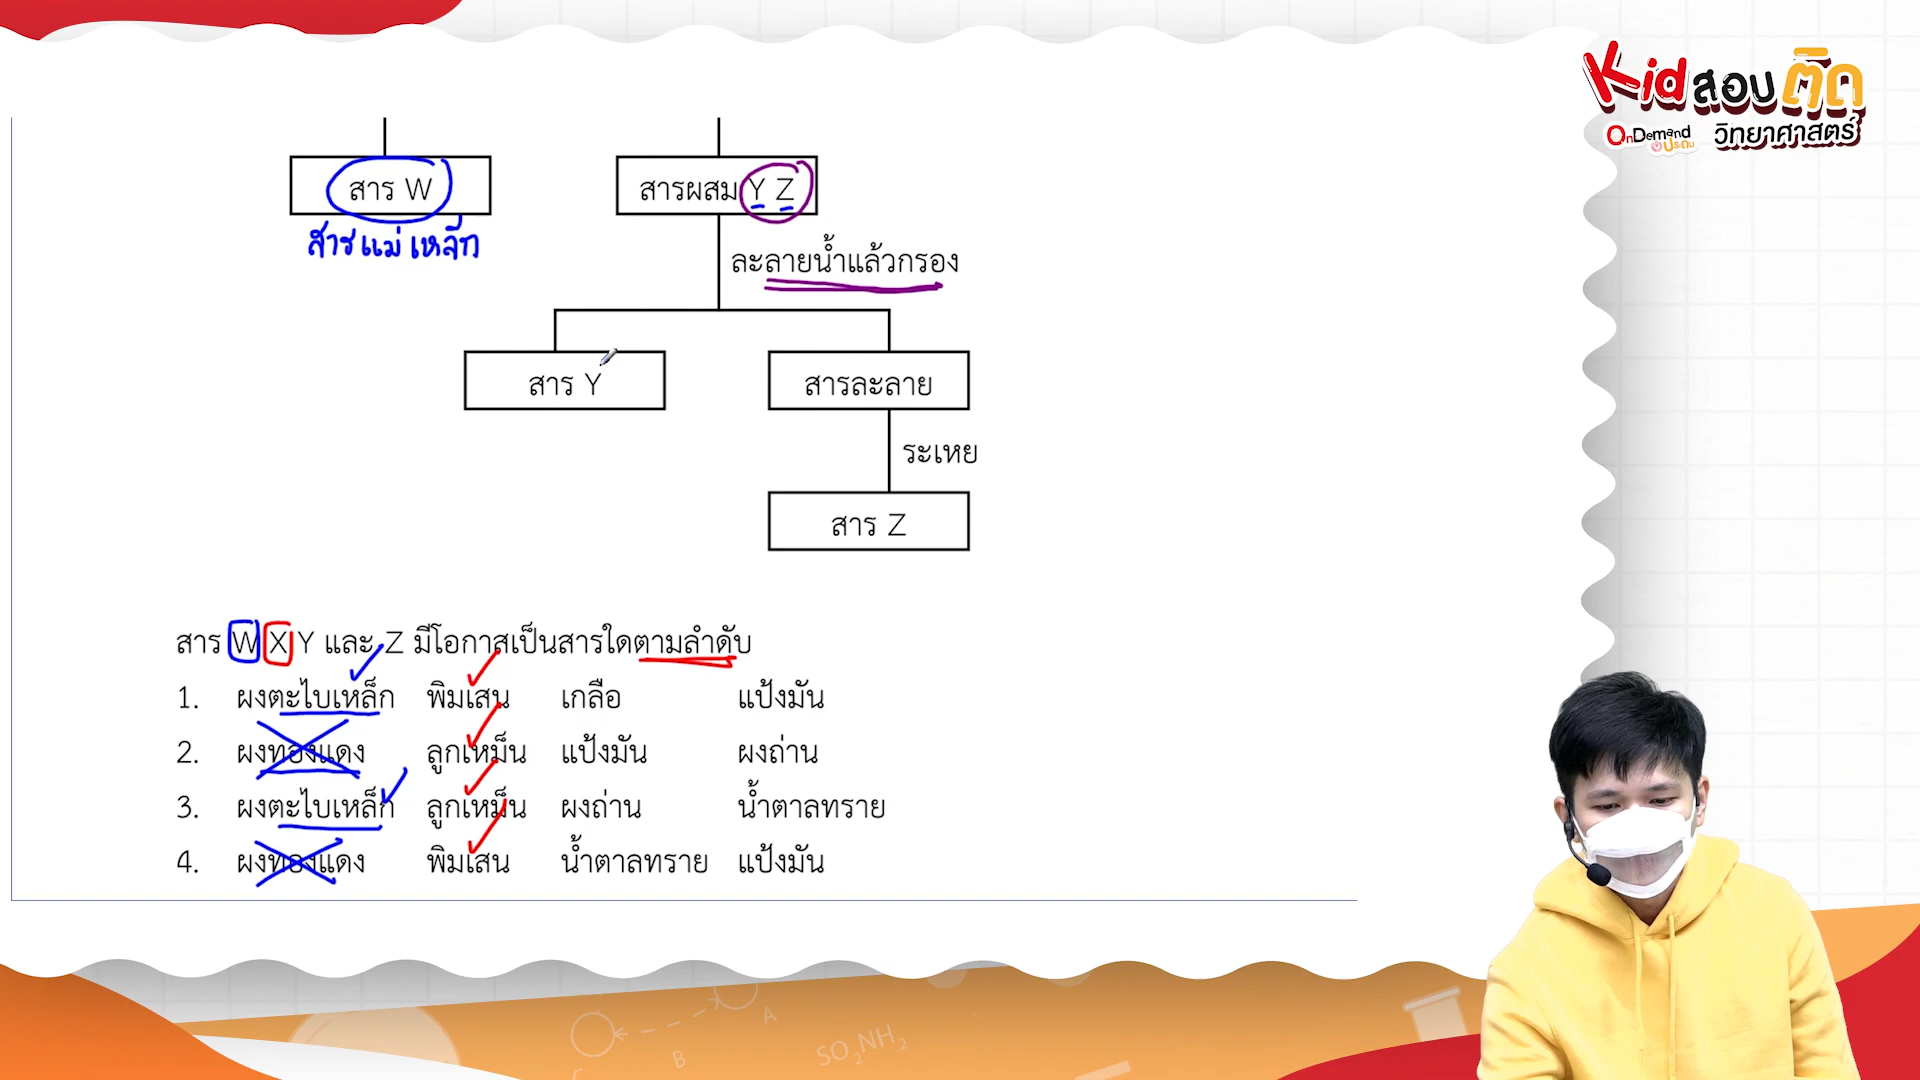 Kid สอบติด
OnDemand ประถม วิทยาศาสตร์
สาร W
สารผสม Y Z
สารแม่เหล็ก
ละลายน้ำแล้วกรอง
สาร Y
สารละลาย
ระเหย
สาร Z
สาร W X Y และ Z มีโอกาสเป็นสารใดตามลำดับ
1. ผงตะไบเหล็ก พิมเสน เกลือ แป้งมัน
2. ผงทองแดง ลูกเหม็น แป้งมัน ผงถ่าน
3. ผงตะไบเหล็ก ลูกเหม็น ผงถ่าน น้ำตาลทราย
4. ผงทองแดง พิมเสน น้ำตาลทราย แป้งมัน
A
B
C
SO₂NH₂